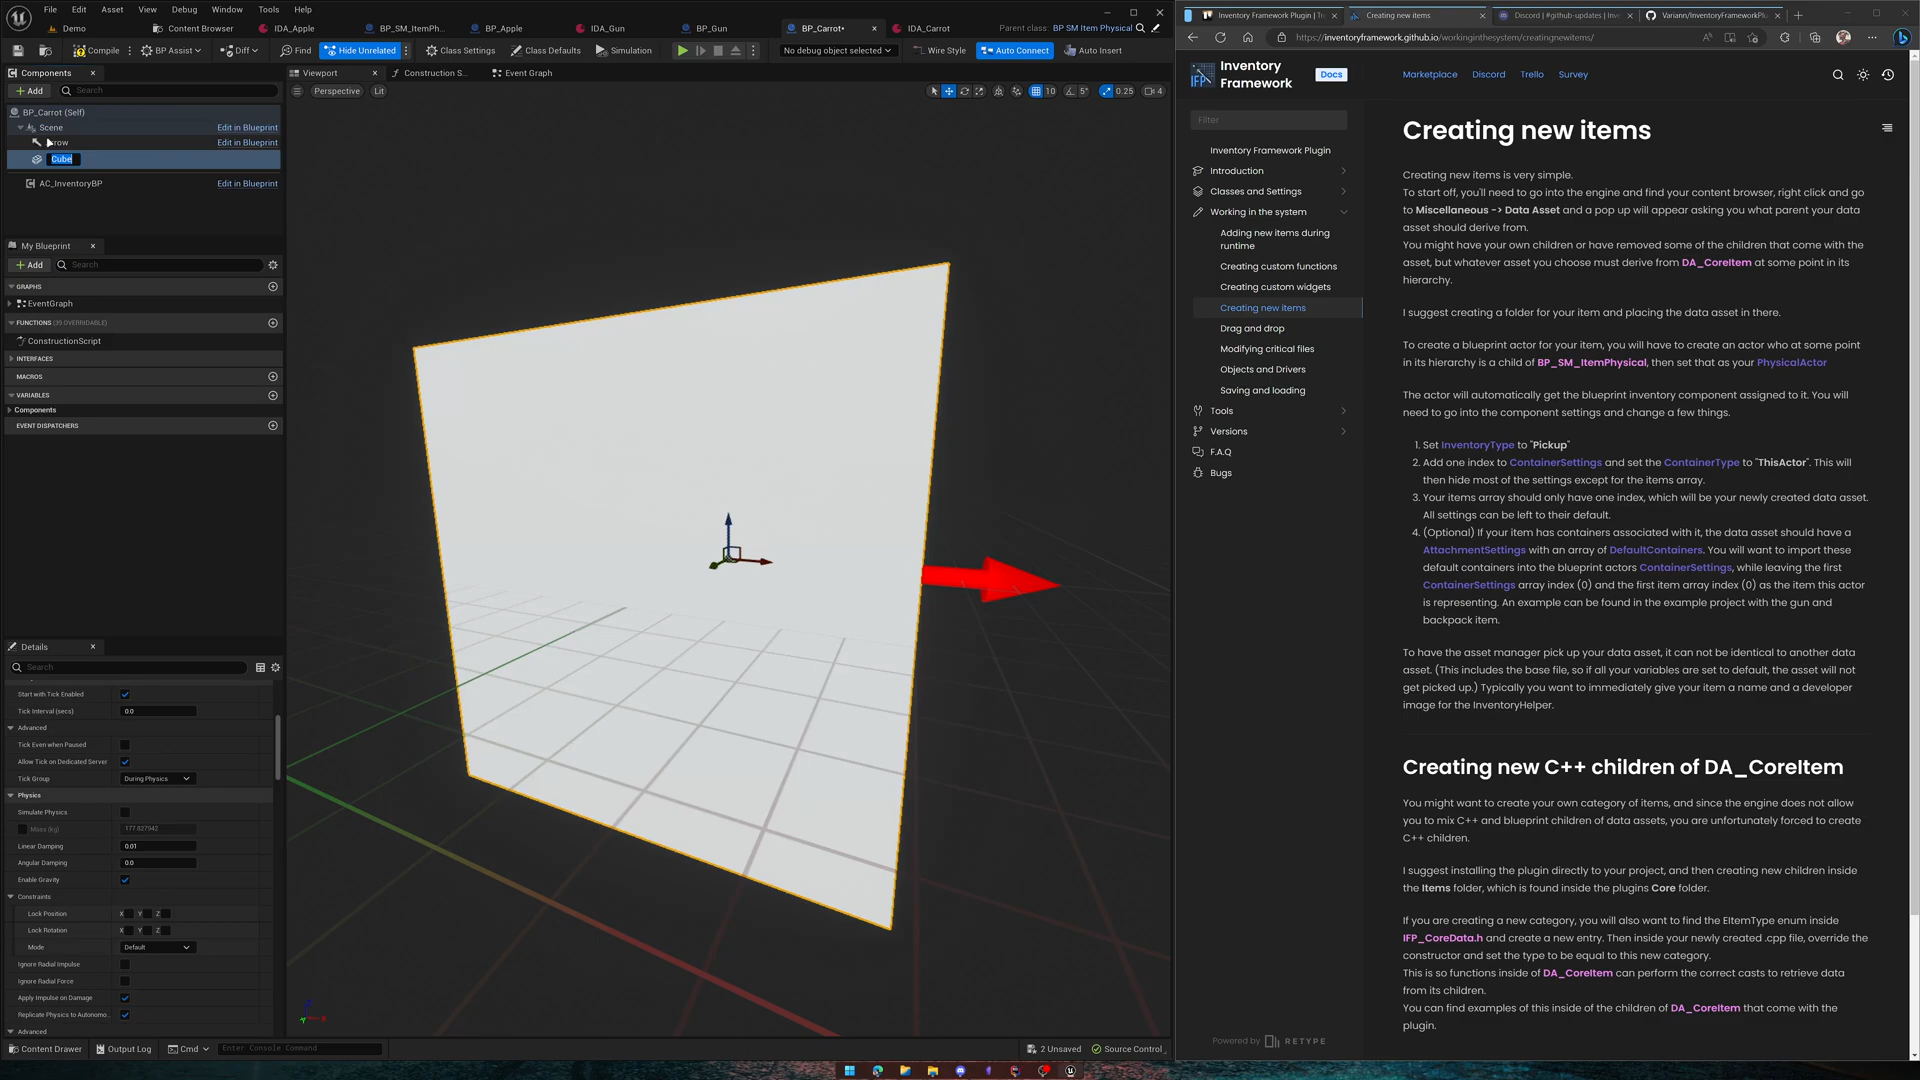 File Edit Asset View Debug Window Tools Help
Demo Content Browser IDA_Apple BP_SM_ItemPh... BP_Apple IDA_Gun BP_Gun BP_Carrot• IDA_Carrot Parent class: BP SM Item Physical
Compile BP Assist Diff Find Hide Unrelated Class Settings Class Defaults Simulation No debug object selected Wire Style Auto Connect Auto Insert
Components
Add Search
BP_Carrot (Self)
Scene Edit in Blueprint
row Edit in Blueprint
Cube
AC_InventoryBP Edit in Blueprint
My Blueprint
Add Search
GRAPHS
EventGraph
FUNCTIONS (39 OVERRIDABLE)
ConstructionScript
INTERFACES
MACROS
VARIABLES
Components
EVENT DISPATCHERS
Details
Search
Start with Tick Enabled
Tick Interval (secs) 0.0
Advanced
Tick Even when Paused
Allow Tick on Dedicated Server
Tick Group During Physics
Physics
Simulate Physics
Mass (kg) 177.827942
Linear Damping 0.01
Angular Damping 0.0
Enable Gravity
Constraints
Lock Position X Y Z
Lock Rotation X Y Z
Mode Default
Ignore Radial Impulse
Ignore Radial Force
Apply Impulse on Damage
Replicate Physics to Autonomo...
Advanced
Viewport Construction S... Event Graph
Perspective Lit 10 5° 0.25 4
Content Drawer Output Log Cmd Enter Console Command 2 Unsaved Source Control
Inventory Framework Plugin | Tr Creating new items Discord | #github-updates | Inve Variann/InventoryFrameworkPl
https://inventoryframework.github.io/workinginthesystem/creatingnewitems/
IFP Inventory Framework Docs Marketplace Discord Trello Survey
Filter
Inventory Framework Plugin
Introduction
Classes and Settings
Working in the system
Adding new items during
runtime
Creating custom functions
Creating custom widgets
Creating new items
Drag and drop
Modifying critical files
Objects and Drivers
Saving and loading
Tools
Versions
F.A.Q
Bugs
Powered by RETYPE
Creating new items
Creating new items is very simple.
To start off, you'll need to go into the engine and find your content browser, right click and go
to Miscellaneous -> Data Asset and a pop up will appear asking you what parent your data
asset should derive from.
You might have your own children or have removed some of the children that come with the
asset, but whatever asset you choose must derive from DA_CoreItem at some point in its
hierarchy.
I suggest creating a folder for your item and placing the data asset in there.
To create a blueprint actor for your item, you will have to create an actor who at some point
in its hierarchy is a child of BP_SM_ItemPhysical, then set that as your PhysicalActor
The actor will automatically get the blueprint inventory component assigned to it. You will
need to go into the component settings and change a few things.
1. Set InventoryType to "Pickup"
2. Add one index to ContainerSettings and set the ContainerType to "ThisActor". This will
then hide most of the settings except for the items array.
3. Your items array should only have one index, which will be your newly created data asset.
All settings can be left to their default.
4. (Optional) If your item has containers associated with it, the data asset should have a
AttachmentSettings with an array of DefaultContainers. You will want to import these
default containers into the blueprint actors ContainerSettings, while leaving the first
ContainerSettings array index (0) and the first item array index (0) as the item this actor
is representing. An example can be found in the example project with the gun and
backpack item.
To have the asset manager pick up your data asset, it can not be identical to another data
asset. (This includes the base file, so if all your variables are set to default, the asset will not
get picked up.) Typically you want to immediately give your item a name and a developer
image for the InventoryHelper.
Creating new C++ children of DA_CoreItem
You might want to create your own category of items, and since the engine does not allow
you to mix C++ and blueprint children of data assets, you are unfortunately forced to create
C++ children.
I suggest installing the plugin directly to your project, and then creating new children inside
the Items folder, which is found inside the plugins Core folder.
If you are creating a new category, you will also want to find the EItemType enum inside
IFP_CoreData.h and create a new entry. Then inside your newly created .cpp file, override the
constructor and set the type to be equal to this new category.
This is so functions inside of DA_CoreItem can perform the correct casts to retrieve data
from its children.
You can find examples of this inside of the children of DA_CoreItem that come with the
plugin.